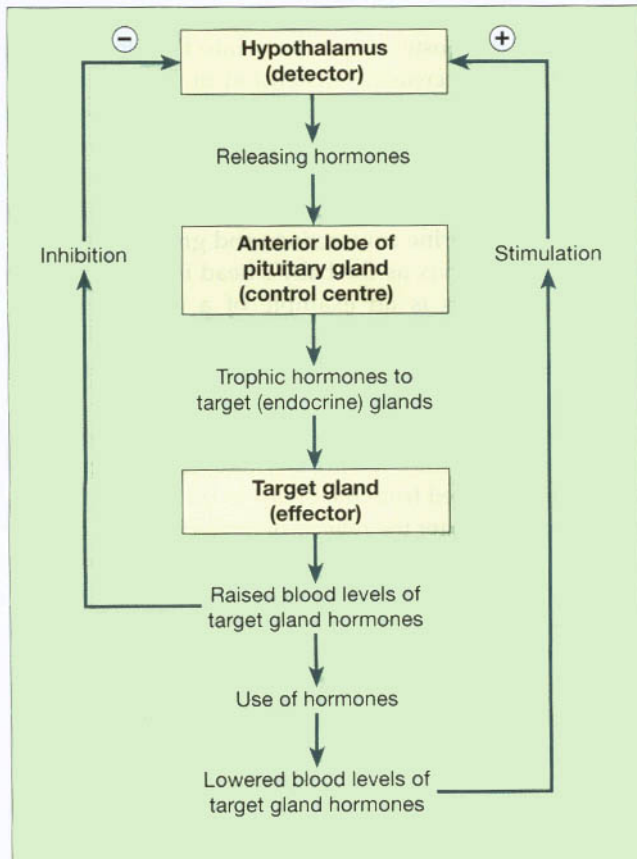 −
+
Hypothalamus
(detector)
Releasing hormones
Anterior lobe of
pituitary gland
(control centre)
Inhibition
Stimulation
Trophic hormones to
target (endocrine) glands
Target gland
(effector)
Raised blood levels of
target gland hormones
Use of hormones
Lowered blood levels of
target gland hormones